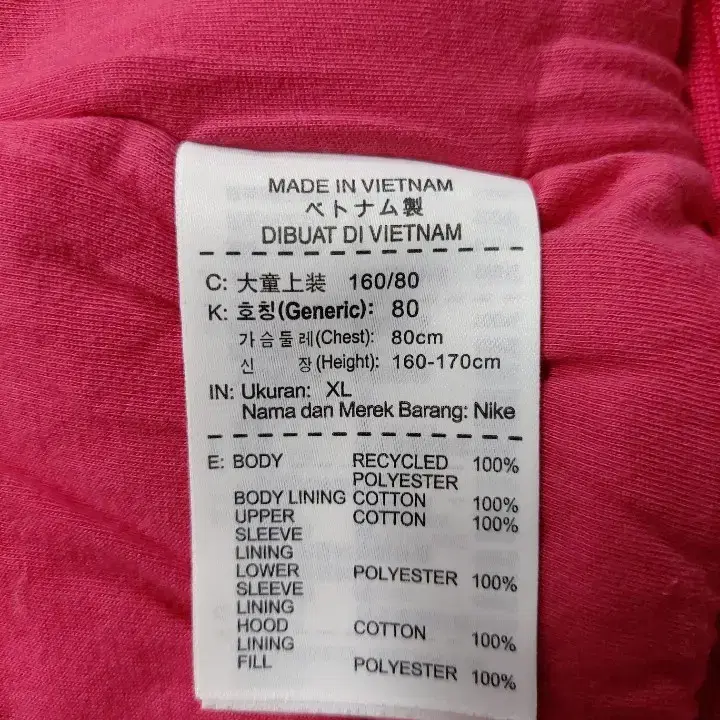 MADE IN VIETNAM
ベトナム製
DIBUAT DI VIETNAM
C: 大童上装 160/80
K: 호칭(Generic): 80
가슴둘레(Chest): 80cm
신 장(Height): 160-170cm
IN: Ukuran: XL
Nama dan Merek Barang: Nike
E: BODY RECYCLED 100%
POLYESTER
BODY LINING COTTON 100%
UPPER COTTON 100%
SLEEVE
LINING
LOWER POLYESTER 100%
SLEEVE
LINING
HOOD COTTON 100%
LINING
FILL POLYESTER 100%